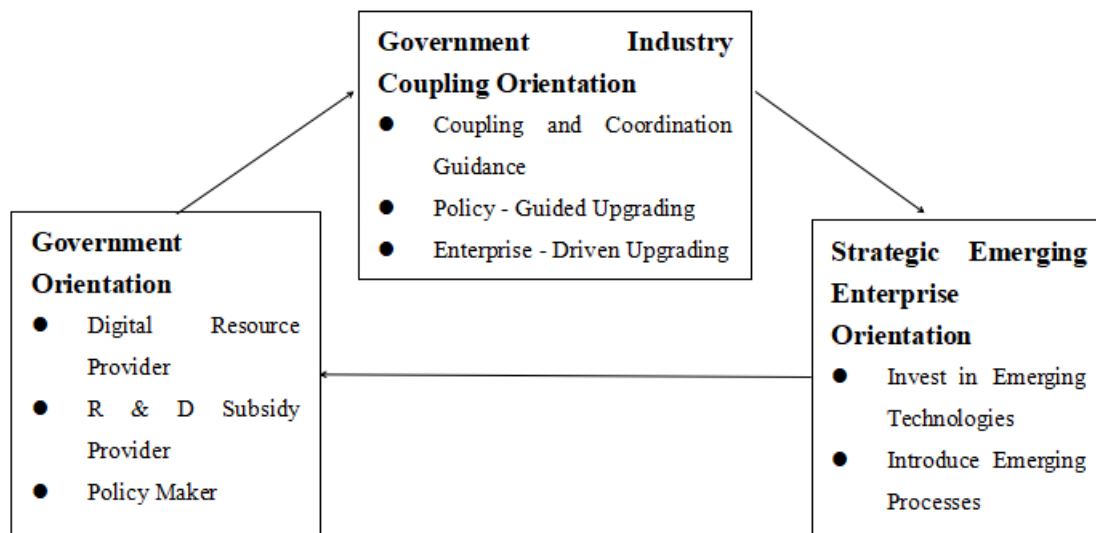 Government Industry
Coupling Orientation
● Coupling and Coordination
Guidance
● Policy - Guided Upgrading
● Enterprise - Driven Upgrading
Government
Orientation
● Digital Resource
Provider
● R & D Subsidy
Provider
● Policy Maker
Strategic Emerging
Enterprise
Orientation
● Invest in Emerging
Technologies
● Introduce Emerging
Processes